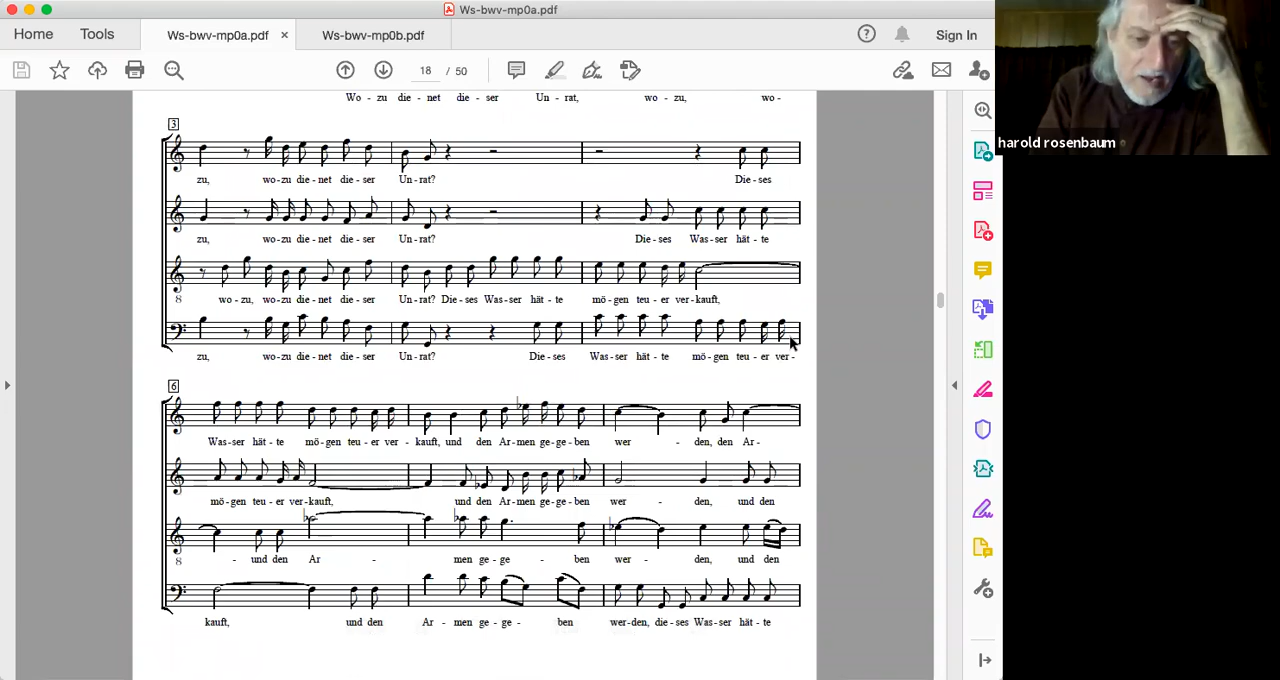 Ws-bwv-mp0a.pdf
Home Tools Ws-bwv-mp0a.pdf × Ws-bwv-mp0b.pdf ? Sign In
18 / 50
harold rosenbaum
Wo - zu die - net die - ser Un - rat, wo - zu, wo -
3
zu, wo-zu die-net die-ser Un-rat? Die-ses
zu, wo-zu die-net die-ser Un-rat? Die-ses Was-ser hät-te
8
wo-zu, wo-zu die-net die-ser Un-rat? Die-ses Was-ser hät-te mö-gen teu-er ver-kauft,
zu, wo-zu die-net die-ser Un-rat? Die-ses Was-ser hät-te mö-gen teu-er ver-
6
Was-ser hät-te mö-gen teu-er ver-kauft, und den Ar-men ge-ge-ben wer - den, den Ar-
mö-gen teu-er ver-kauft, und den Ar-men ge-ge-ben wer - den, und den
8
- und den Ar - men ge-ge - ben wer - den, und den
kauft, und den Ar - men ge-ge - ben wer-den, die-ses Was-ser hät-te